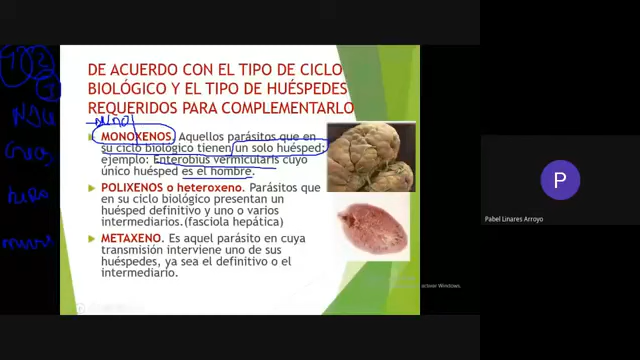 DE ACUERDO CON EL TIPO DE CICLO
BIOLÓGICO Y EL TIPO DE HUÉSPEDES
REQUERIDOS PARA COMPLEMENTARLO
MONOXENOS. Aquellos parásitos que en
su ciclo biológico tienen un solo huésped;
ejemplo: Enterobius vermicularis cuyo
único huésped es el hombre.
POLIXENOS o heteroxeno. Parásitos que
en su ciclo biológico presentan un
huésped definitivo y uno o varios
intermediarios.(fasciola hepática)
METAXENO. Es aquel parásito en cuya
transmisión interviene uno de sus
huéspedes, ya sea el definitivo o el
intermediario.
P
Pabel Linares Arroyo
activar Windows.